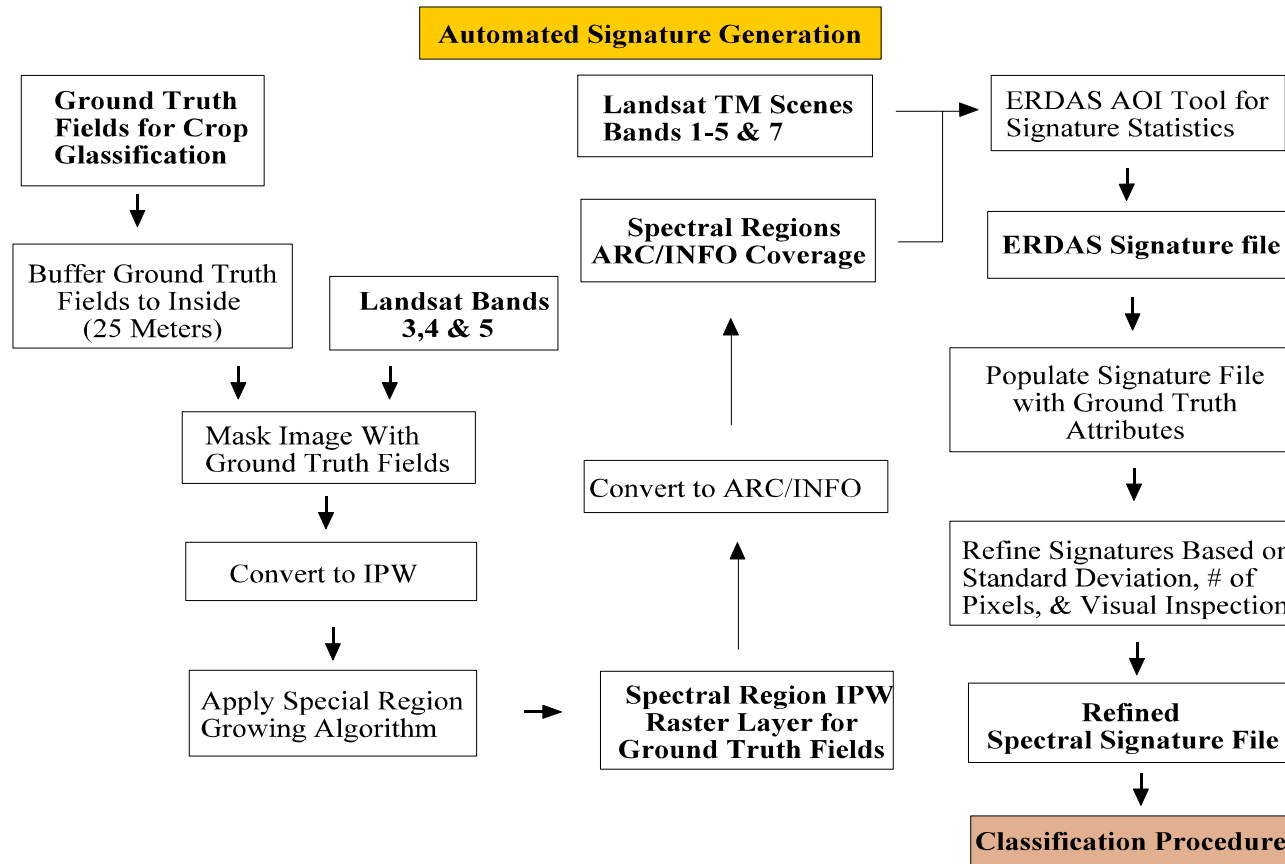 Automated Signature Generation
Ground Truth
Fields for Crop
Glassification
Buffer Ground Truth
Fields to Inside
(25 Meters)
Landsat Bands
3,4 & 5
Mask Image With
Ground Truth Fields
Convert to IPW
Apply Special Region
Growing Algorithm
Spectral Region IPW
Raster Layer for
Ground Truth Fields
Convert to ARC/INFO
Spectral Regions
ARC/INFO Coverage
Landsat TM Scenes
Bands 1-5 & 7
ERDAS AOI Tool for
Signature Statistics
ERDAS Signature file
Populate Signature File
with Ground Truth
Attributes
Refine Signatures Based on
Standard Deviation, # of
Pixels, & Visual Inspection
Refined
Spectral Signature File
Classification Procedure